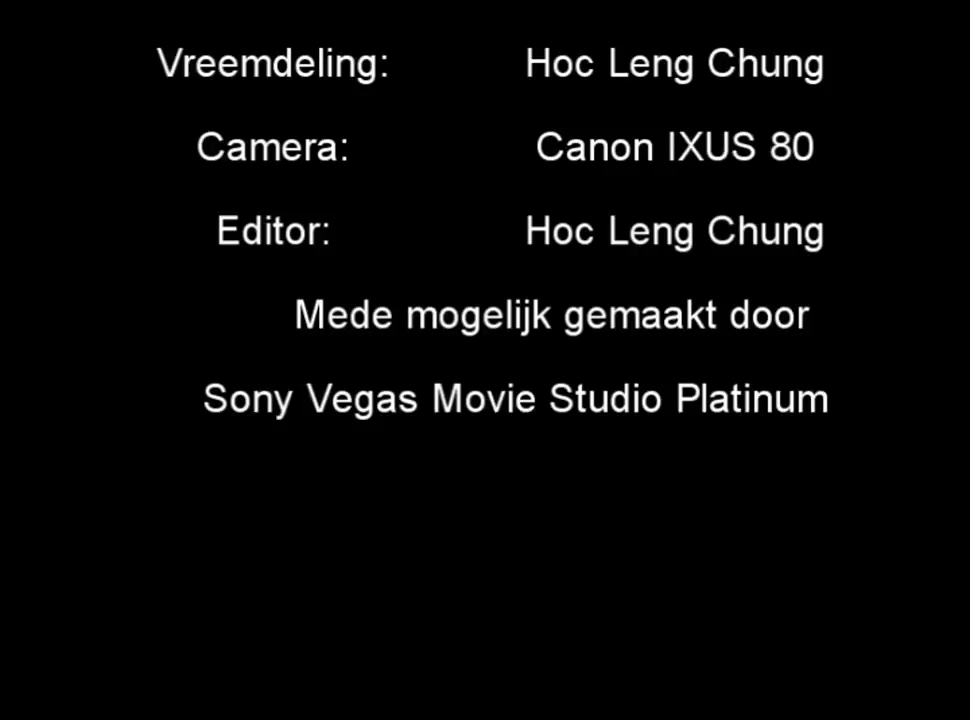 Vreemdeling: Hoc Leng Chung
Camera: Canon IXUS 80
Editor: Hoc Leng Chung
Mede mogelijk gemaakt door
Sony Vegas Movie Studio Platinum